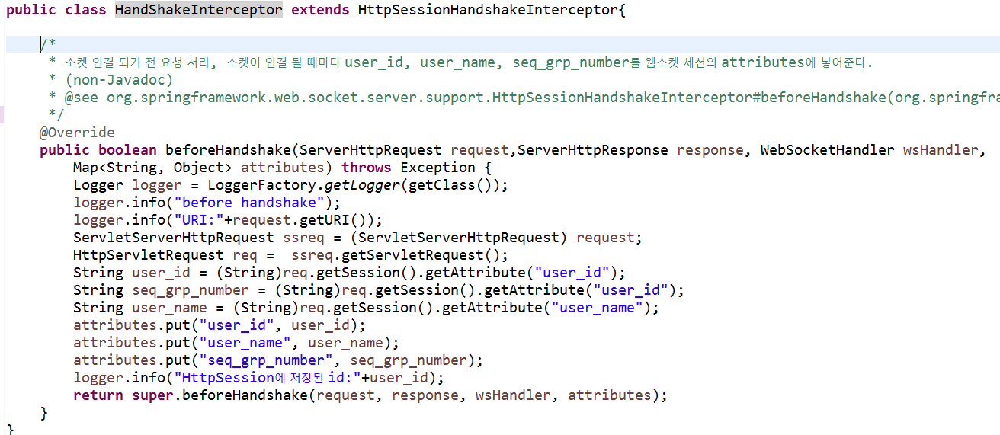 public class HandShakeInterceptor extends HttpSessionHandshakeInterceptor{
/*
* 소켓 연결 되기 전 요청 처리, 소켓이 연결 될 때마다 user_id, user_name, seq_grp_number를 웹소켓 세션의 attributes에 넣어준다.
* (non-Javadoc)
* @see org.springframework.web.socket.server.support.HttpSessionHandshakeInterceptor#beforeHandshake(org.springfra
*/
@Override
public boolean beforeHandshake(ServerHttpRequest request,ServerHttpResponse response, WebSocketHandler wsHandler,
Map<String, Object> attributes) throws Exception {
Logger logger = LoggerFactory.getLogger(getClass());
logger.info("before handshake");
logger.info("URI:"+request.getURI());
ServletServerHttpRequest ssreq = (ServletServerHttpRequest) request;
HttpServletRequest req =  ssreq.getServletRequest();
String user_id = (String)req.getSession().getAttribute("user_id");
String seq_grp_number = (String)req.getSession().getAttribute("user_id");
String user_name = (String)req.getSession().getAttribute("user_name");
attributes.put("user_id", user_id);
attributes.put("user_name", user_name);
attributes.put("seq_grp_number", seq_grp_number);
logger.info("HttpSession에 저장된 id:"+user_id);
return super.beforeHandshake(request, response, wsHandler, attributes);
}
}